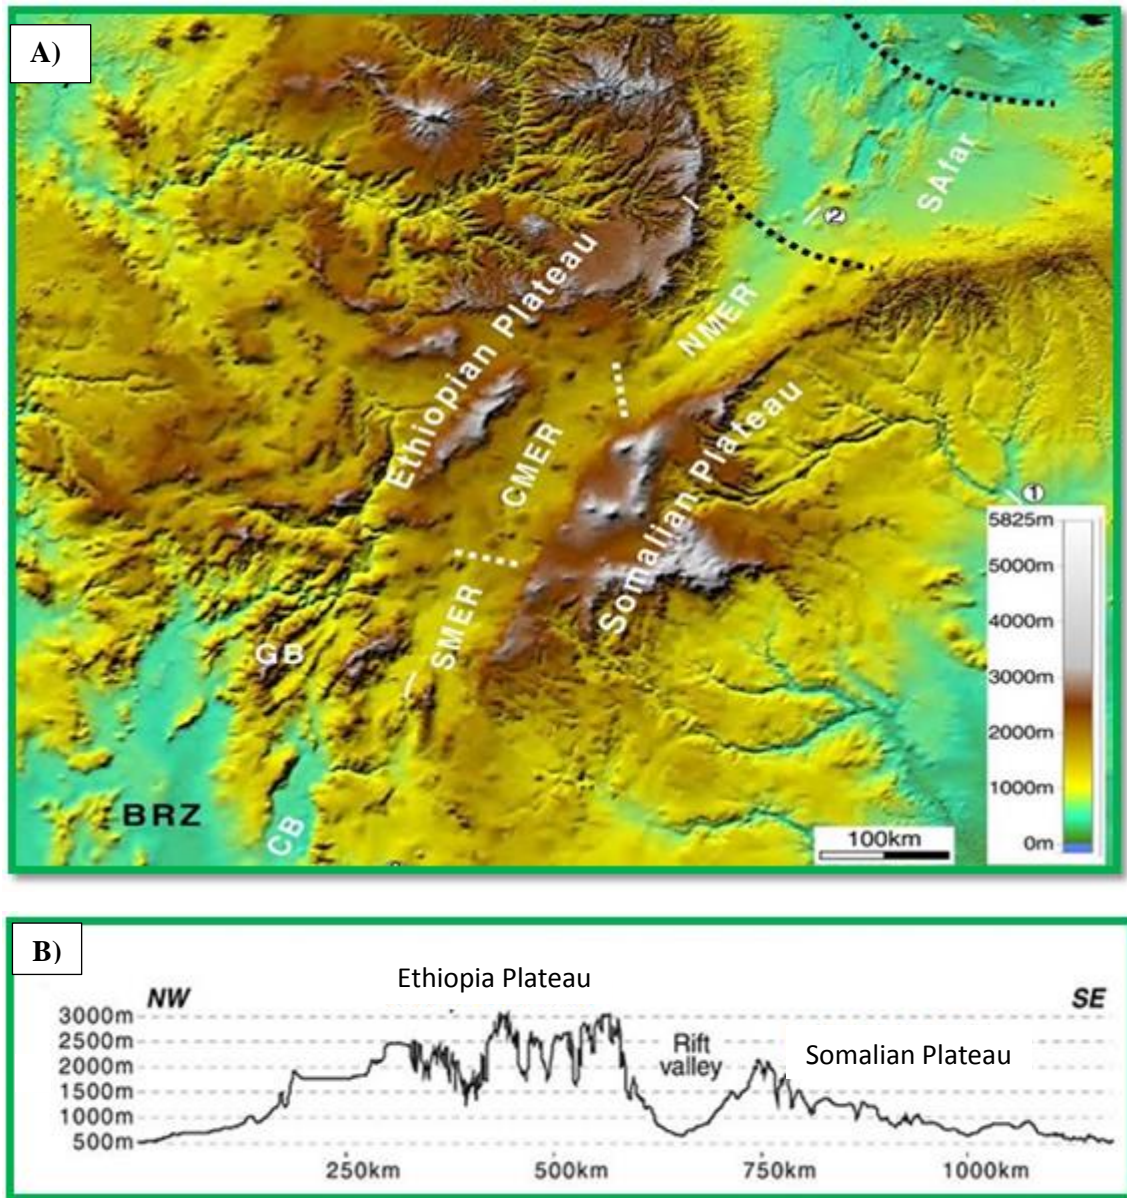 A)
SAfar
②
Ethiopian Plateau
NMER
CMER
Somalian Plateau
①
5825m
5000m
4000m
3000m
2000m
1000m
0m
SMER
GB
BRZ
CB
100km
B)
Ethiopia Plateau
NW
SE
3000m
2500m
2000m
1500m
1000m
500m
Rift
valley
Somalian Plateau
250km
500km
750km
1000km